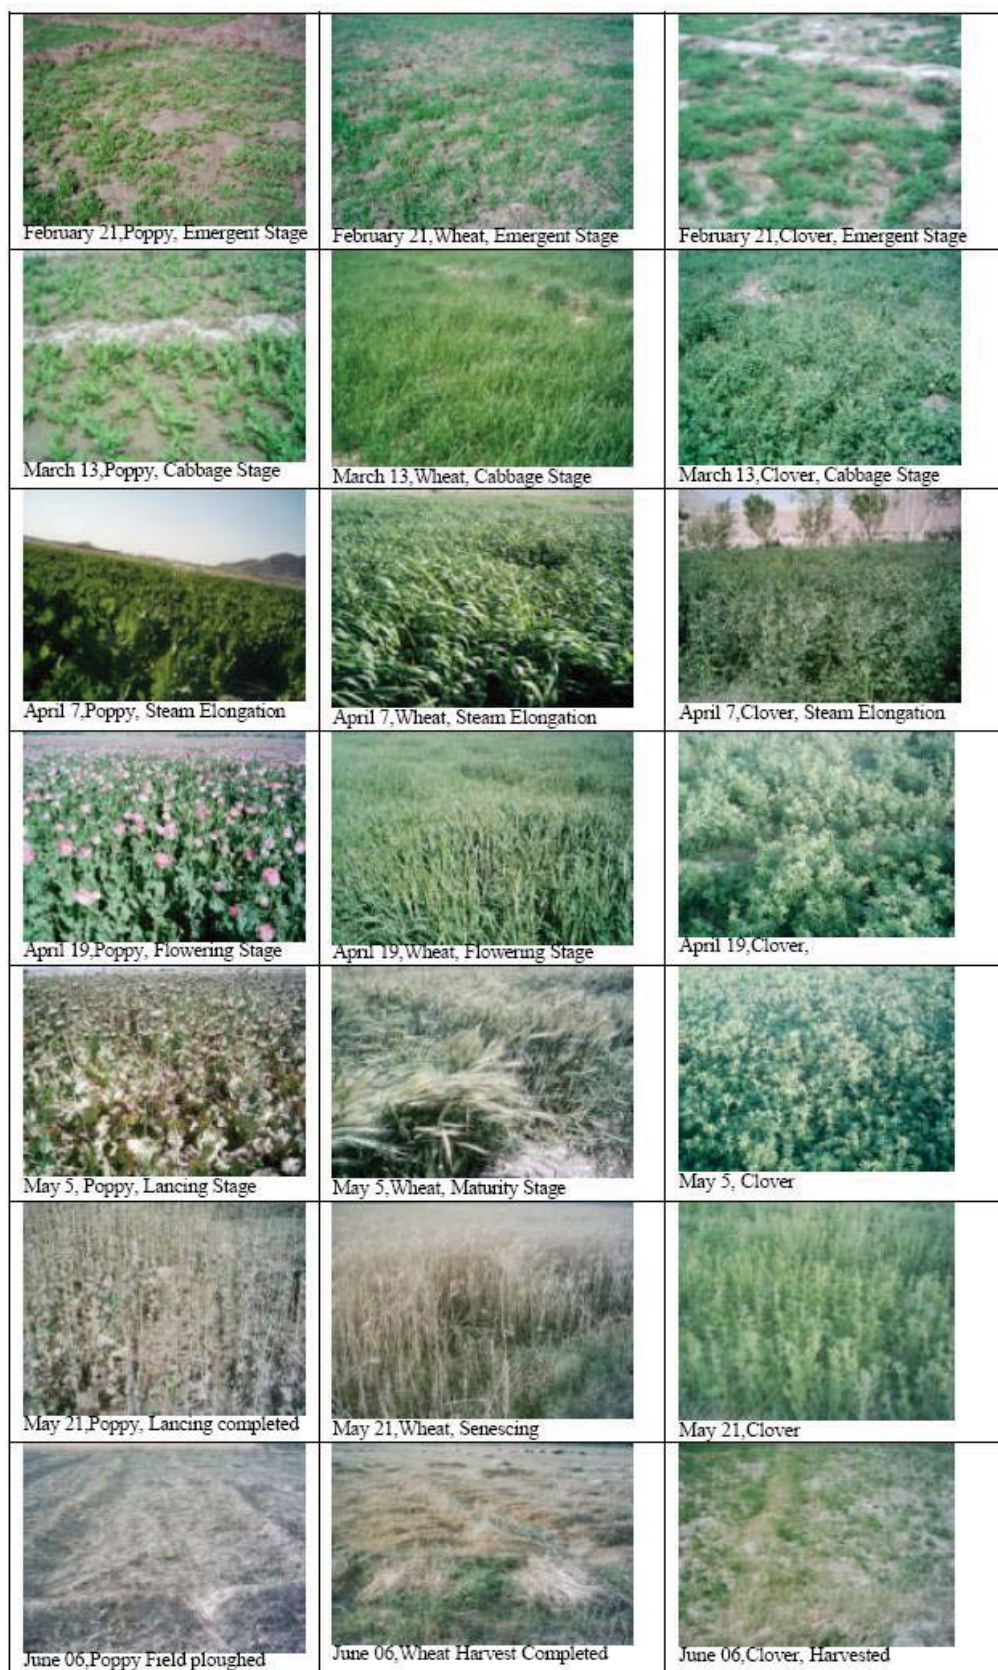 February 21,Poppy, Emergent Stage
February 21,Wheat, Emergent Stage
February 21,Clover, Emergent Stage
March 13,Poppy, Cabbage Stage
March 13,Wheat, Cabbage Stage
March 13,Clover, Cabbage Stage
April 7,Poppy, Steam Elongation
April 7,Wheat, Steam Elongation
April 7,Clover, Steam Elongation
April 19,Poppy, Flowering Stage
April 19,Wheat, Flowering Stage
April 19,Clover,
May 5, Poppy, Lancing Stage
May 5,Wheat, Maturity Stage
May 5, Clover
May 21,Poppy, Lancing completed
May 21,Wheat, Senescing
May 21,Clover
June 06,Poppy Field ploughed
June 06,Wheat Harvest Completed
June 06,Clover, Harvested